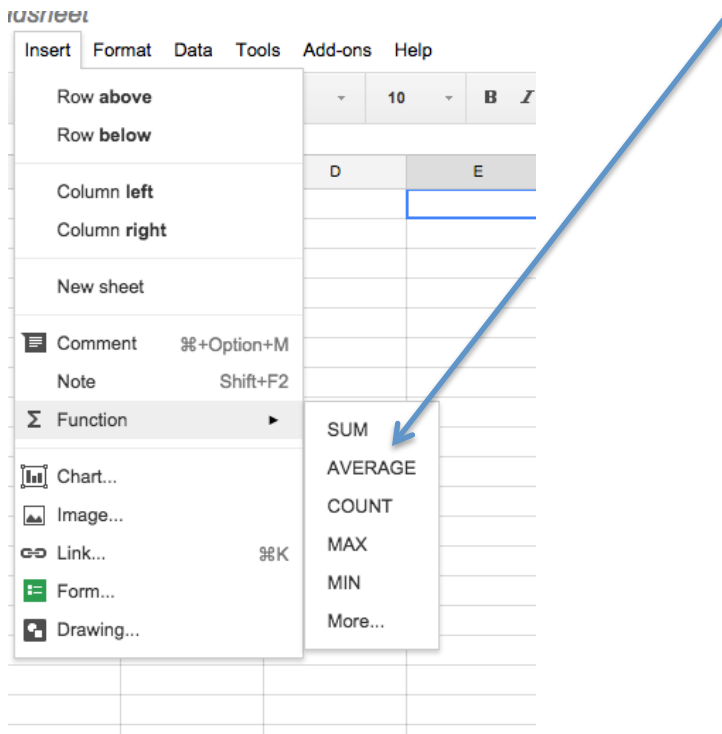 Insert Format Data Tools Add-ons Help
Row above
10 B I
Row below
D E
Column left
Column right
New sheet
Comment ⌘+Option+M
Note Shift+F2
Σ Function ►
SUM
AVERAGE
Chart...
COUNT
Image...
MAX
Link... ⌘K
MIN
Form...
More...
Drawing...